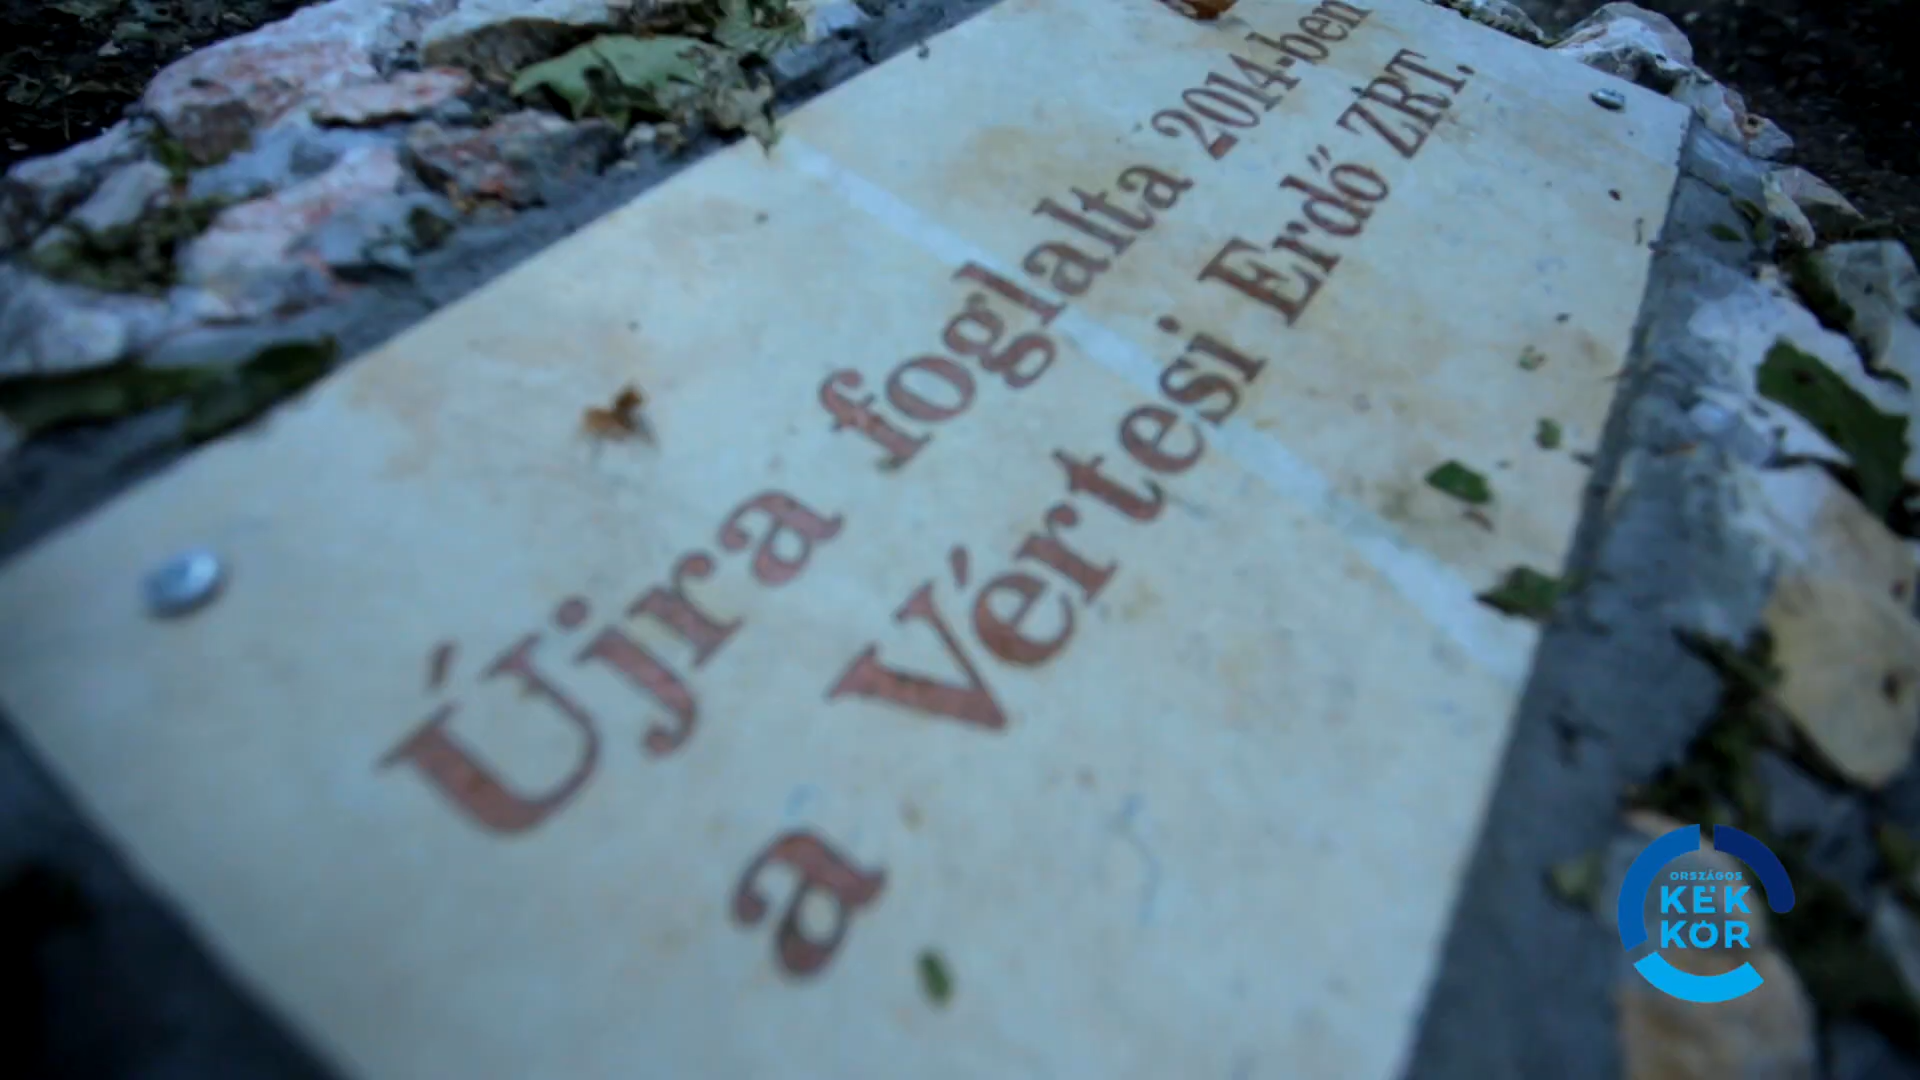 Újra foglalta 2014-ben
a Vértesi Erdő ZRT.
ORSZÁGOS
KÉK
KÖR